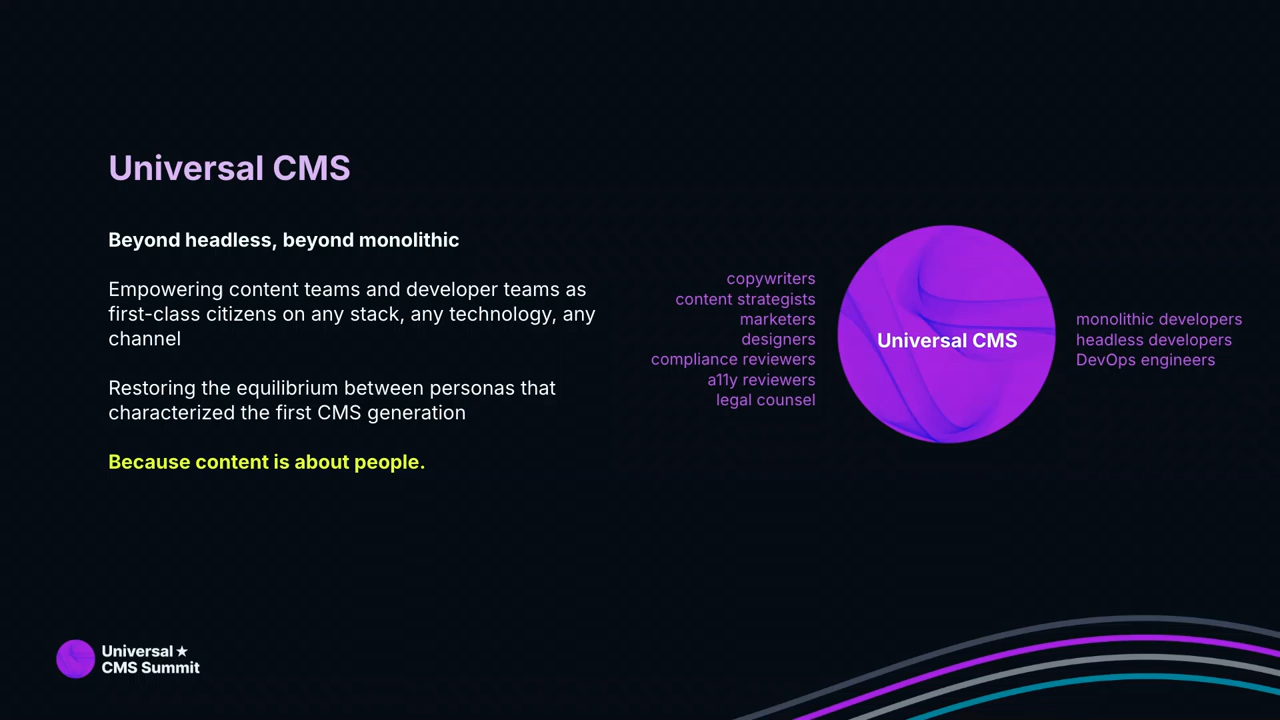 Universal CMS
Beyond headless, beyond monolithic
Empowering content teams and developer teams as
first-class citizens on any stack, any technology, any
channel
Restoring the equilibrium between personas that
characterized the first CMS generation
Because content is about people.
copywriters
content strategists
marketers
designers
compliance reviewers
a11y reviewers
legal counsel
Universal CMS
monolithic developers
headless developers
DevOps engineers
Universal ★
CMS Summit